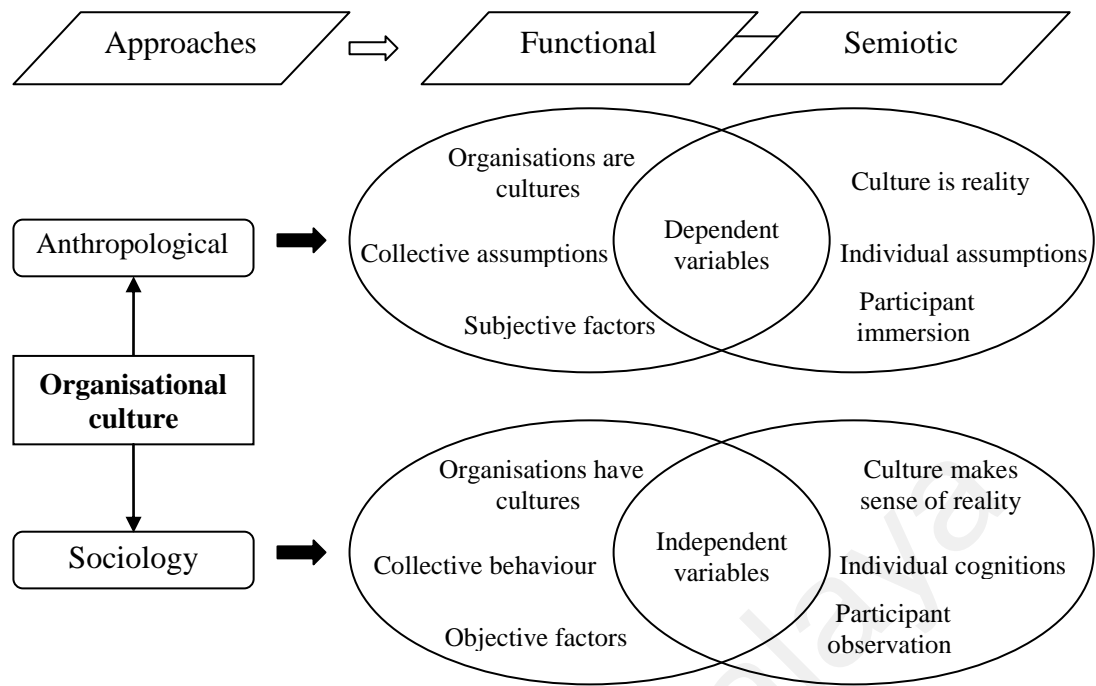 Approaches
Functional
Semiotic
Organisations are
cultures
Culture is reality
Anthropological
Collective assumptions
Dependent
variables
Individual assumptions
Subjective factors
Participant
immersion
Organisational
culture
Organisations have
cultures
Culture makes
sense of reality
Sociology
Collective behaviour
Independent
variables
Individual cognitions
Objective factors
Participant
observation